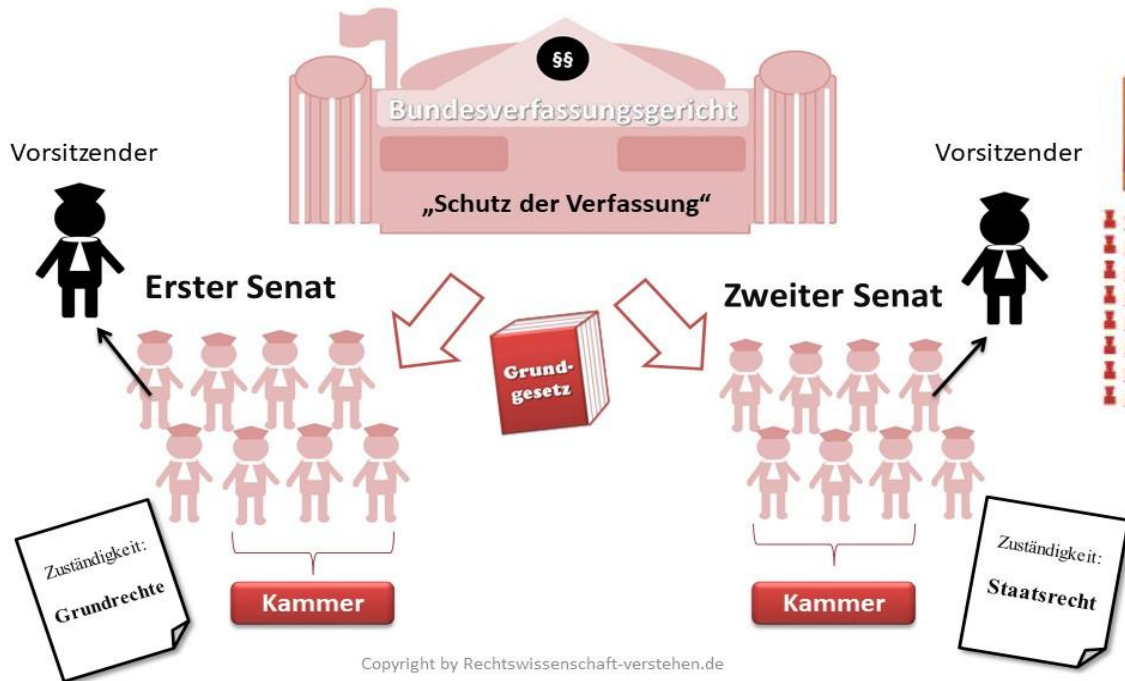 §§
Bundesverfassungsgericht
„Schutz der Verfassung“
Vorsitzender
Vorsitzender
Erster Senat
Zweiter Senat
Grund-
gesetz
Zuständigkeit:
Grundrechte
Kammer
Kammer
Zuständigkeit:
Staatsrecht
Copyright by Rechtswissenschaft-verstehen.de